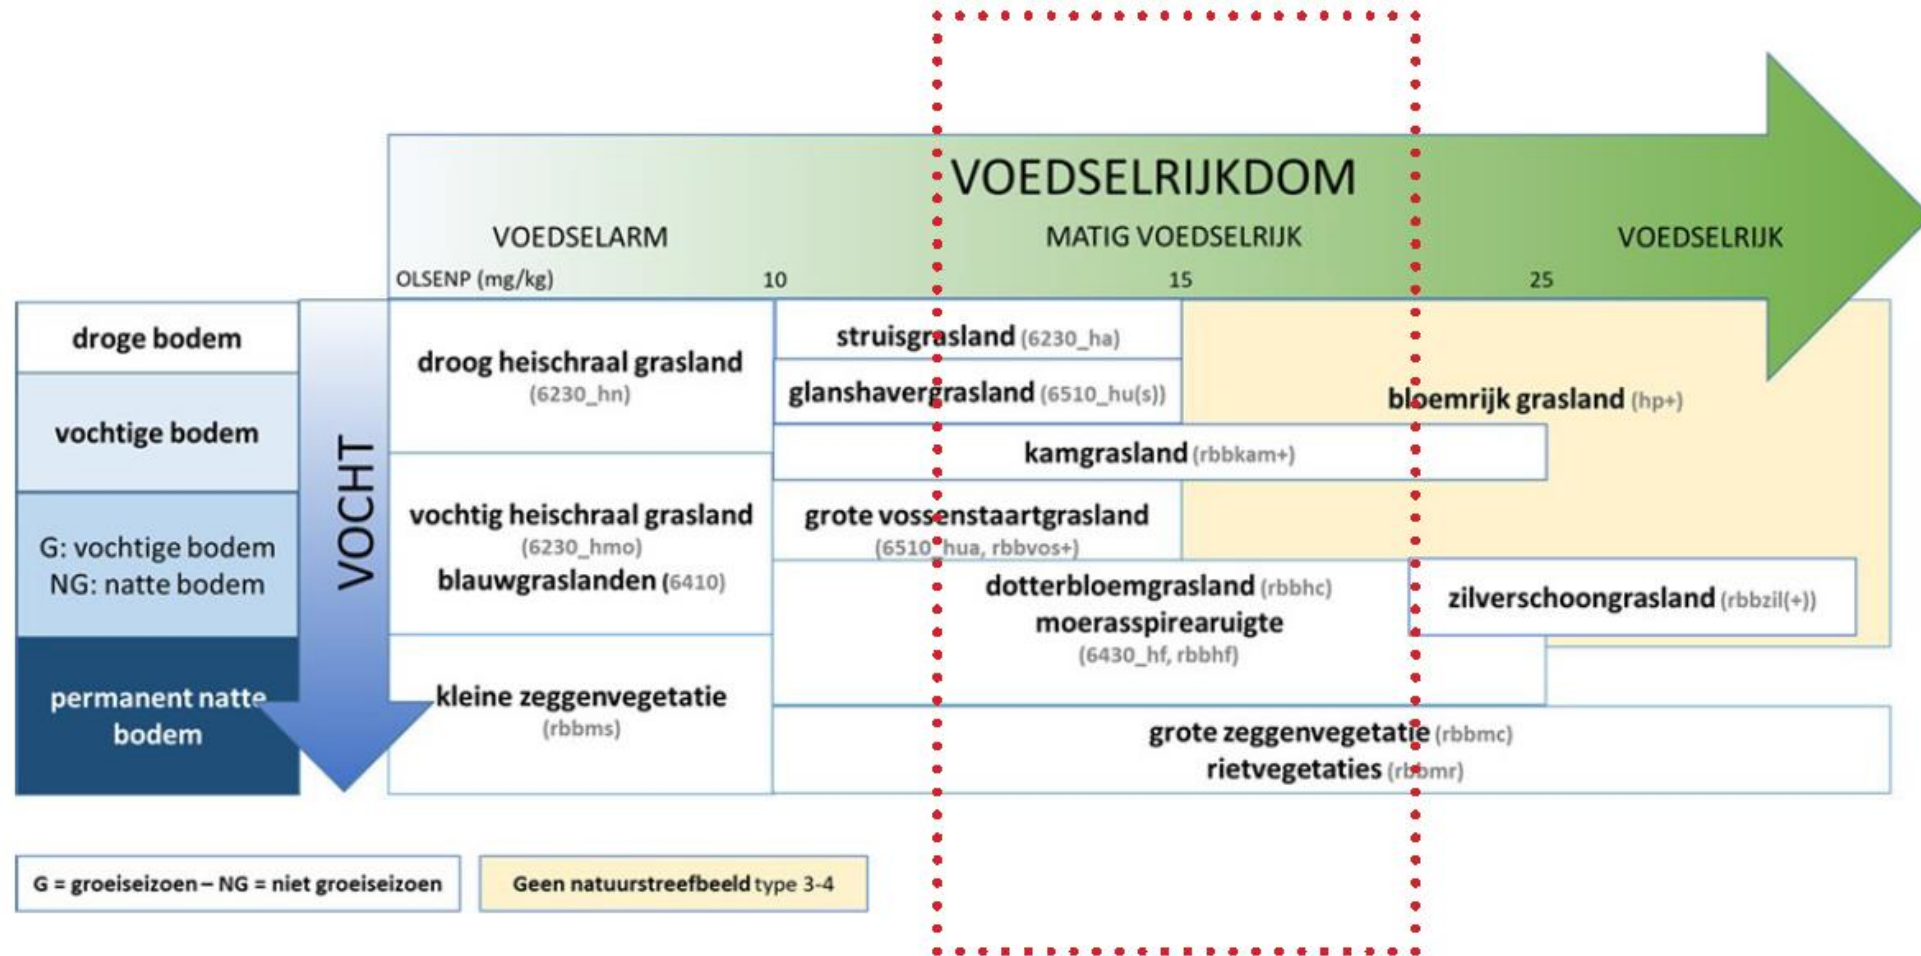 VOEDSELRIJKDOM
VOEDSELARM MATIG VOEDSELRIJK VOEDSELRIJK
OLSENP (mg/kg) 10 15 25
droge bodem
vochtige bodem
G: vochtige bodem
NG: natte bodem
permanent natte
bodem
VOCHT
droog heischraal grasland
(6230_hn)
vochtig heischraal grasland
(6230_hmo)
blauwgraslanden (6410)
kleine zeggenvegetatie
(rbbms)
struisgrasland (6230_ha)
glanshavergrasland (6510_hu(s))
bloemrijk grasland (hp+)
kamgrasland (rbbkam+)
grote vossenstaartgrasland
(6510_hua, rbbvos+)
dotterbloemgrasland (rbbhc)
moerasspirearuigte
(6430_hf, rbbhf)
zilverschoongrasland (rbbzil(+))
grote zeggenvegetatie (rbbmc)
rietvegetaties (rbbmr)
G = groeiseizoen – NG = niet groeiseizoen
Geen natuurstreefbeeld type 3-4